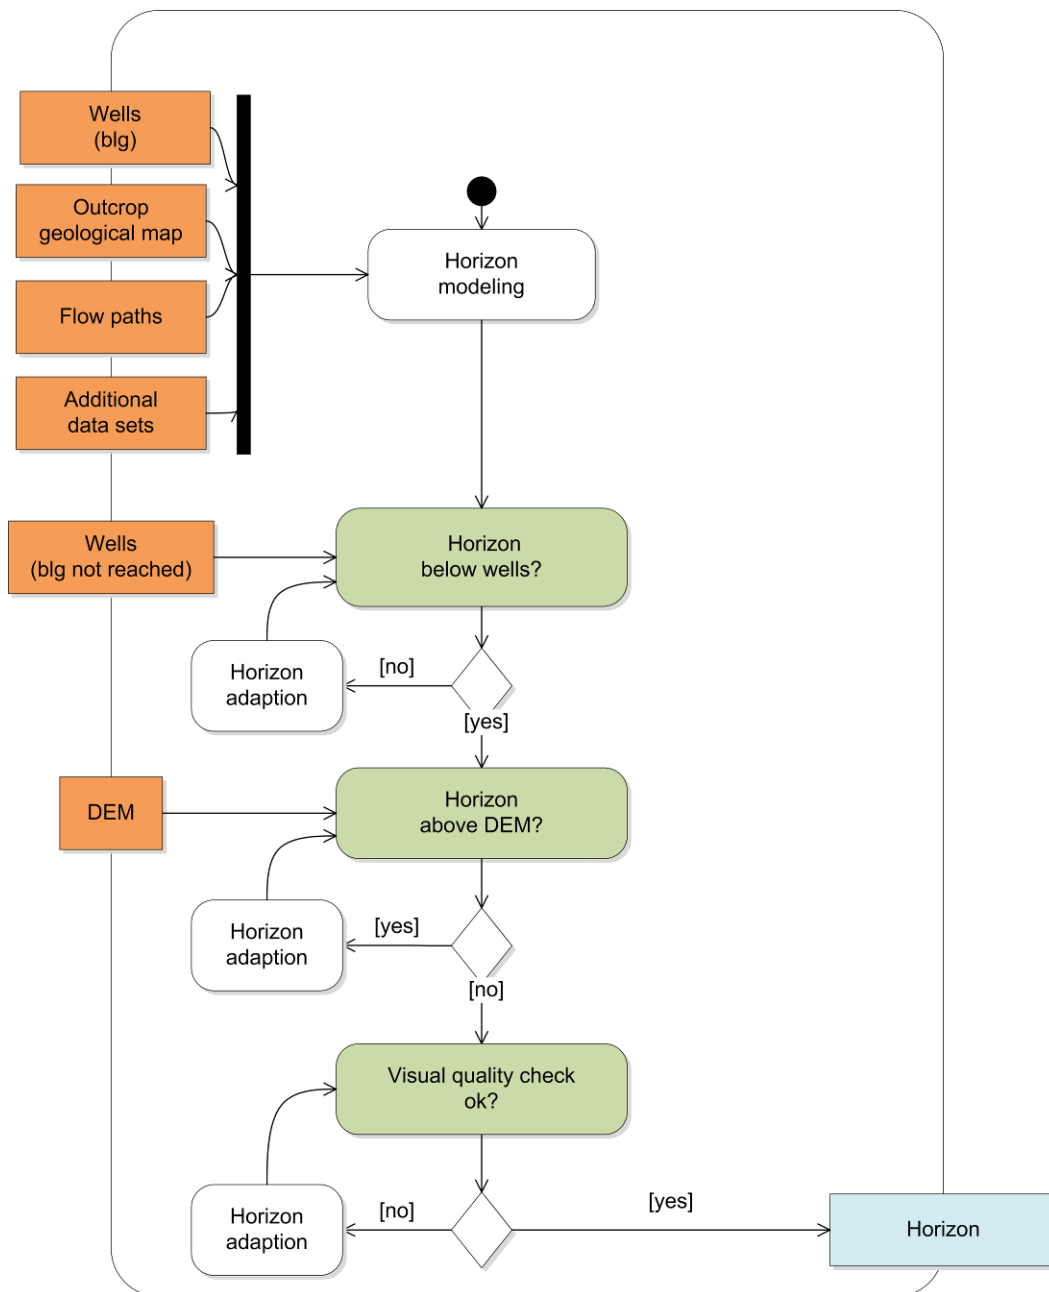 Wells
(blg)
Outcrop
geological map
Flow paths
Additional
data sets
Horizon
modeling
Wells
(blg not reached)
Horizon
below wells?
[no]
Horizon
adaption
[yes]
DEM
Horizon
above DEM?
[yes]
Horizon
adaption
[no]
Visual quality check
ok?
[no]
Horizon
adaption
[yes]
Horizon